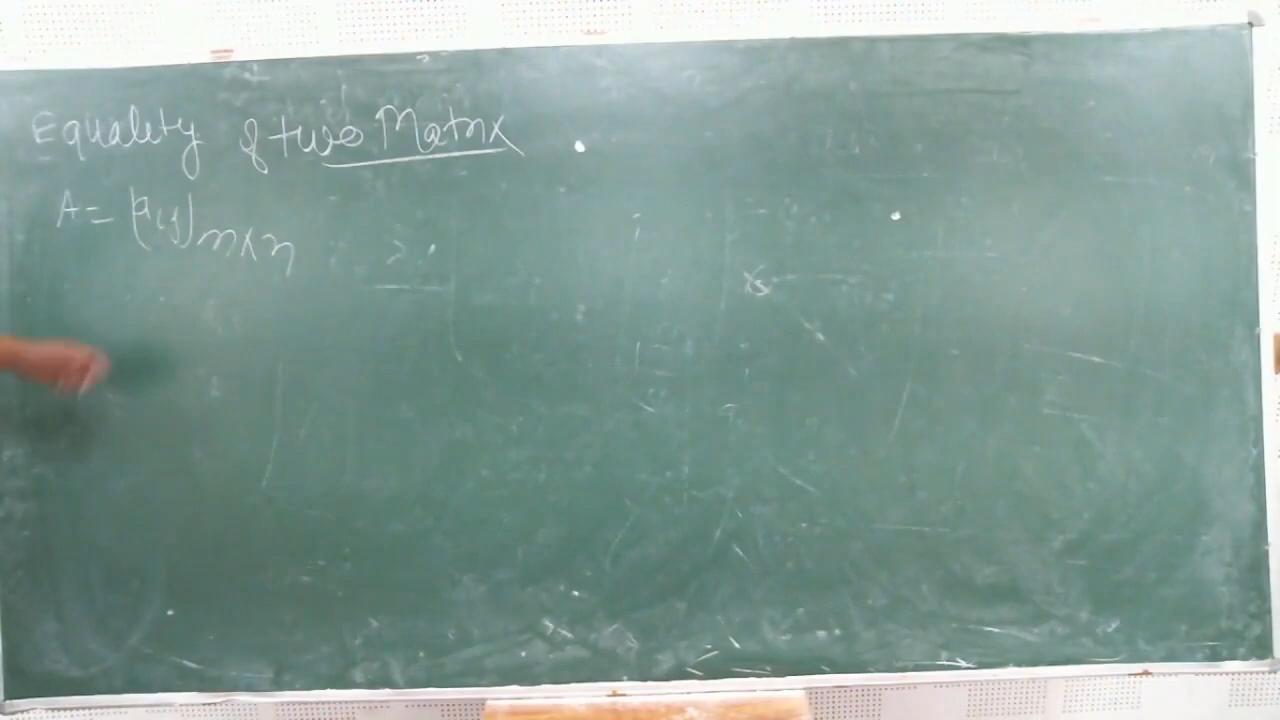 Equality of two Matrix
A = [aij]m×n